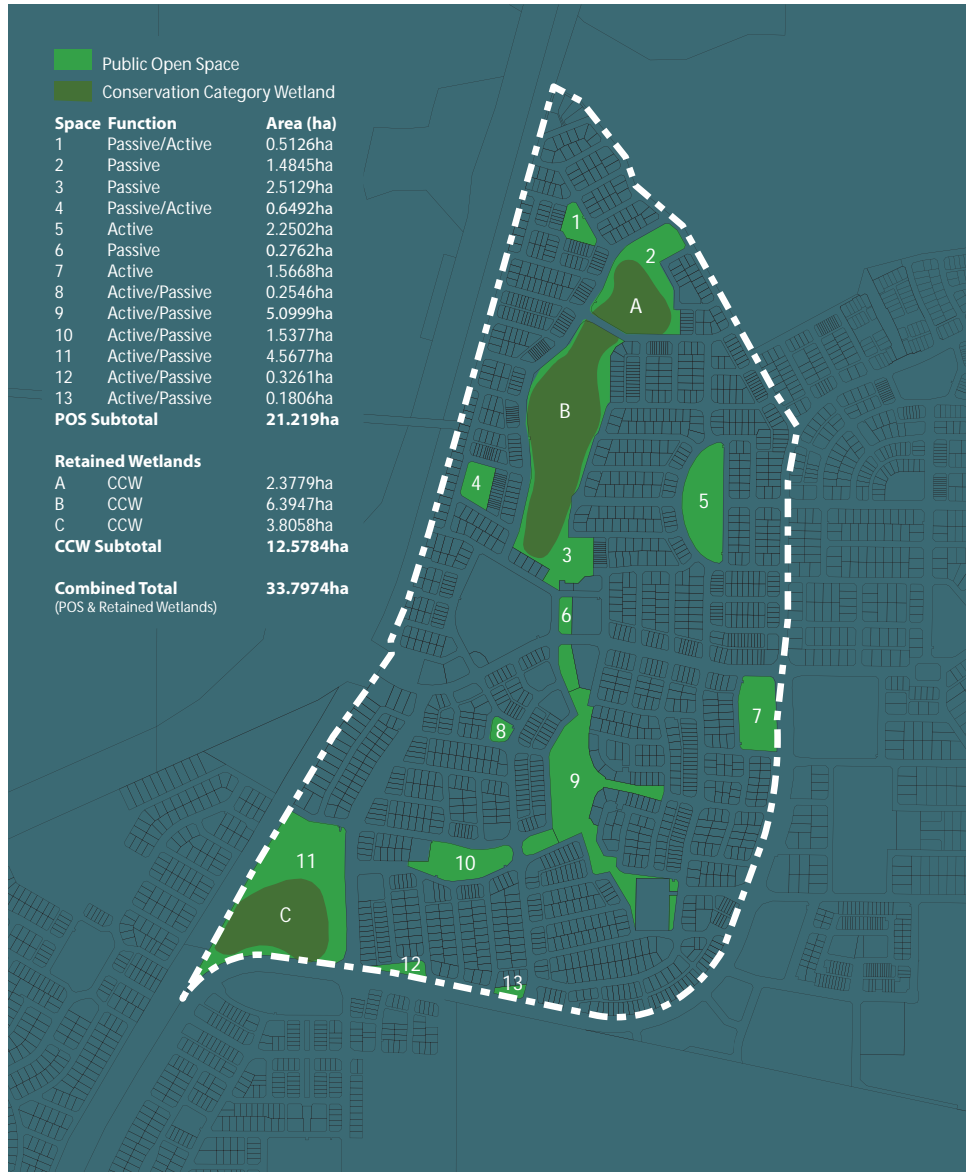 Public Open Space
Conservation Category Wetland
Space Function Area (ha)
1 Passive/Active 0.5126ha
2 Passive 1.4845ha
3 Passive 2.5129ha
4 Passive/Active 0.6492ha
5 Active 2.2502ha
6 Passive 0.2762ha
7 Active 1.5668ha
8 Active/Passive 0.2546ha
9 Active/Passive 5.0999ha
10 Active/Passive 1.5377ha
11 Active/Passive 4.5677ha
12 Active/Passive 0.3261ha
13 Active/Passive 0.1806ha
POS Subtotal 21.219ha
Retained Wetlands
A CCW 2.3779ha
B CCW 6.3947ha
C CCW 3.8058ha
CCW Subtotal 12.5784ha
Combined Total 33.7974ha
(POS & Retained Wetlands)
1
2
A
B
4
5
3
6
7
8
9
11
10
C
12
13